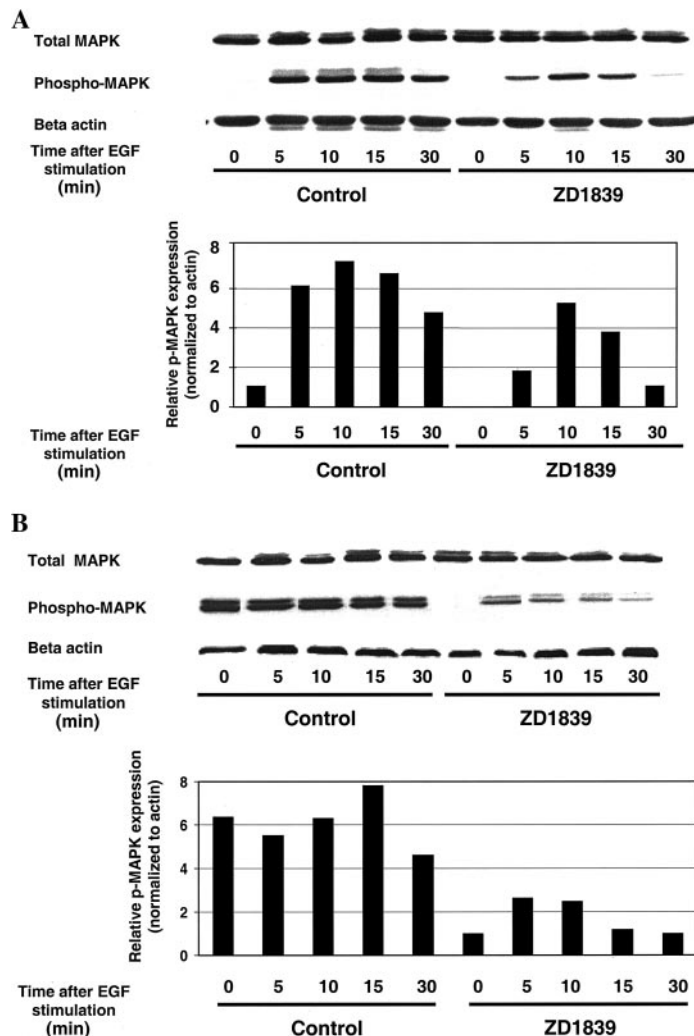 A
Total MAPK
Phospho-MAPK
Beta actin
Time after EGF stimulation (min)
0 5 10 15 30 0 5 10 15 30
Control ZD1839
Relative p-MAPK expression (normalized to actin)
8
6
4
2
0
0 5 10 15 30 0 5 10 15 30
Time after EGF stimulation (min)
Control ZD1839
B
Total MAPK
Phospho-MAPK
Beta actin
0 5 10 15 30 0 5 10 15 30
Time after EGF stimulation (min)
Control ZD1839
Relative p-MAPK expression (normalized to actin)
8
6
4
2
0
0 5 10 15 30 0 5 10 15 30
Time after EGF stimulation (min)
Control ZD1839